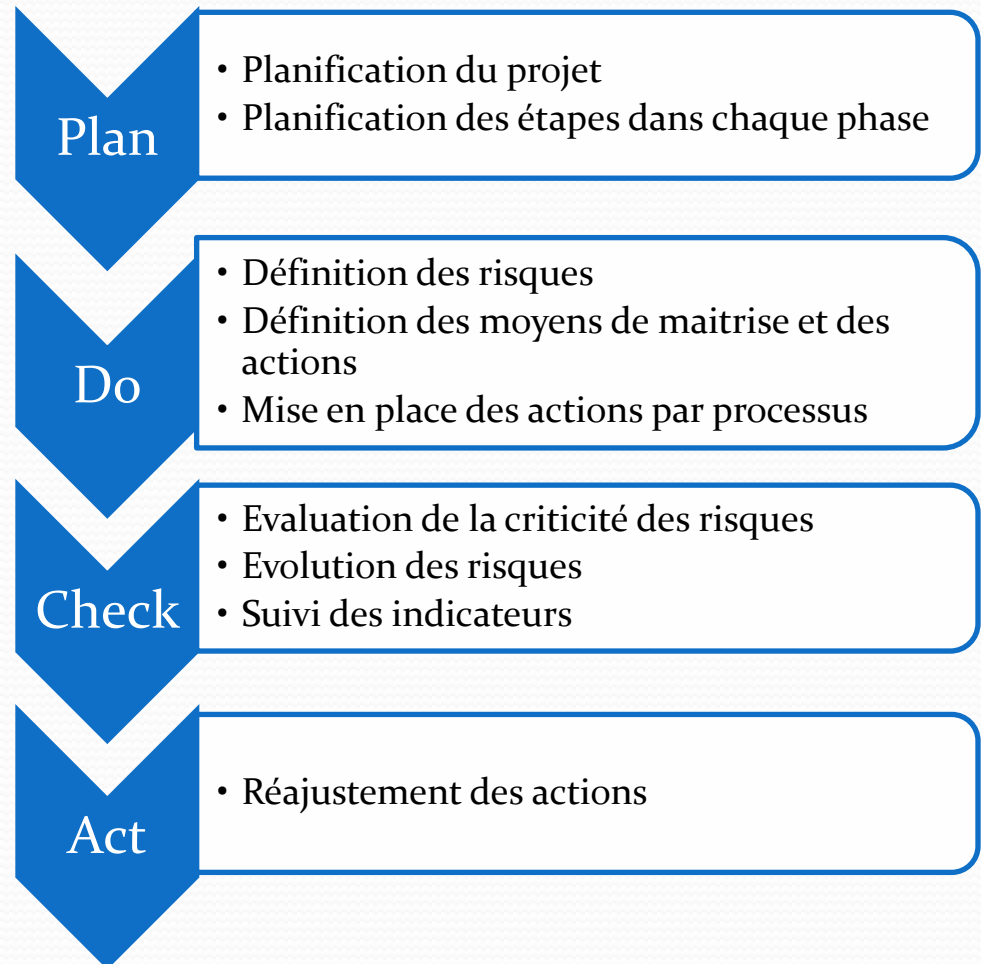 Plan
• Planification du projet
• Planification des étapes dans chaque phase
Do
• Définition des risques
• Définition des moyens de maitrise et des
actions
• Mise en place des actions par processus
Check
• Evaluation de la criticité des risques
• Evolution des risques
• Suivi des indicateurs
Act
• Réajustement des actions